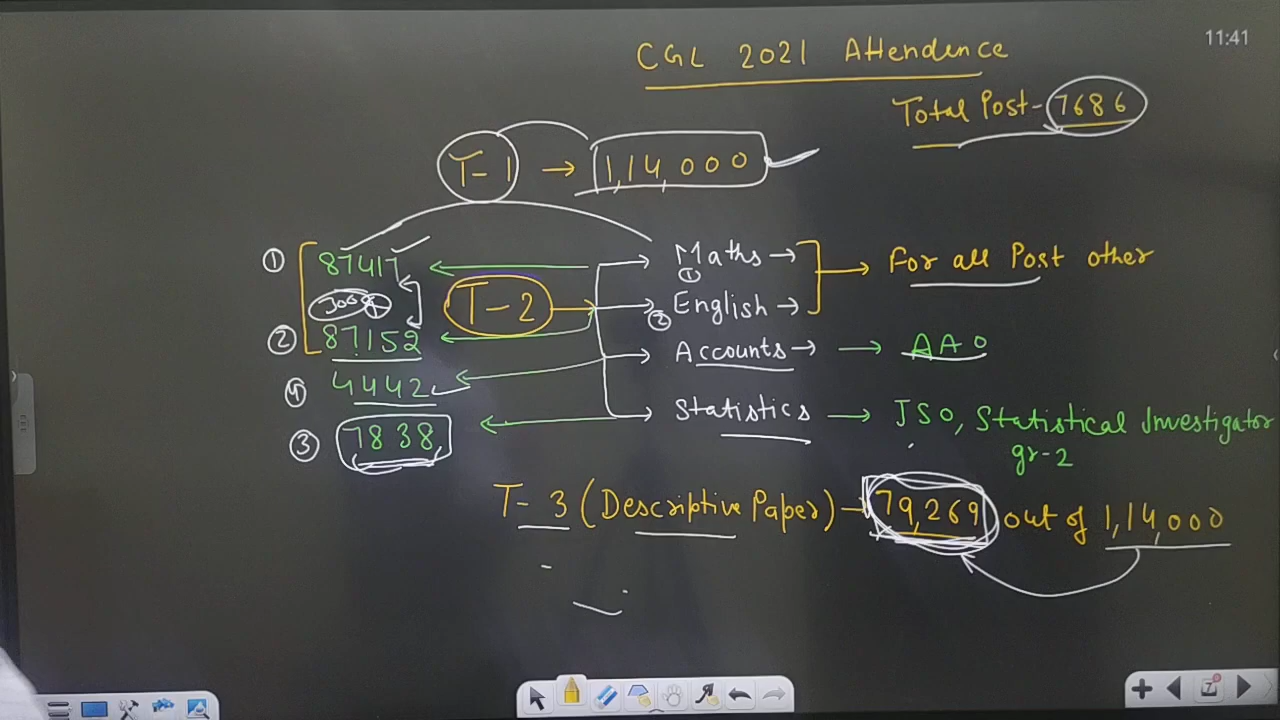 11:41
CGL 2021 Attendence
Total Post - 7686
T-1 → 1,14,000
① 87417 Maths → For all Post other
①
T-2 English →
②
② 87152
Accounts → → AAO
④ 4442
③ 7838 Statistics → JSO, Statistical Investigator
gr-2
T-3 (Descriptive Paper) - 79,269 out of 1,14,000